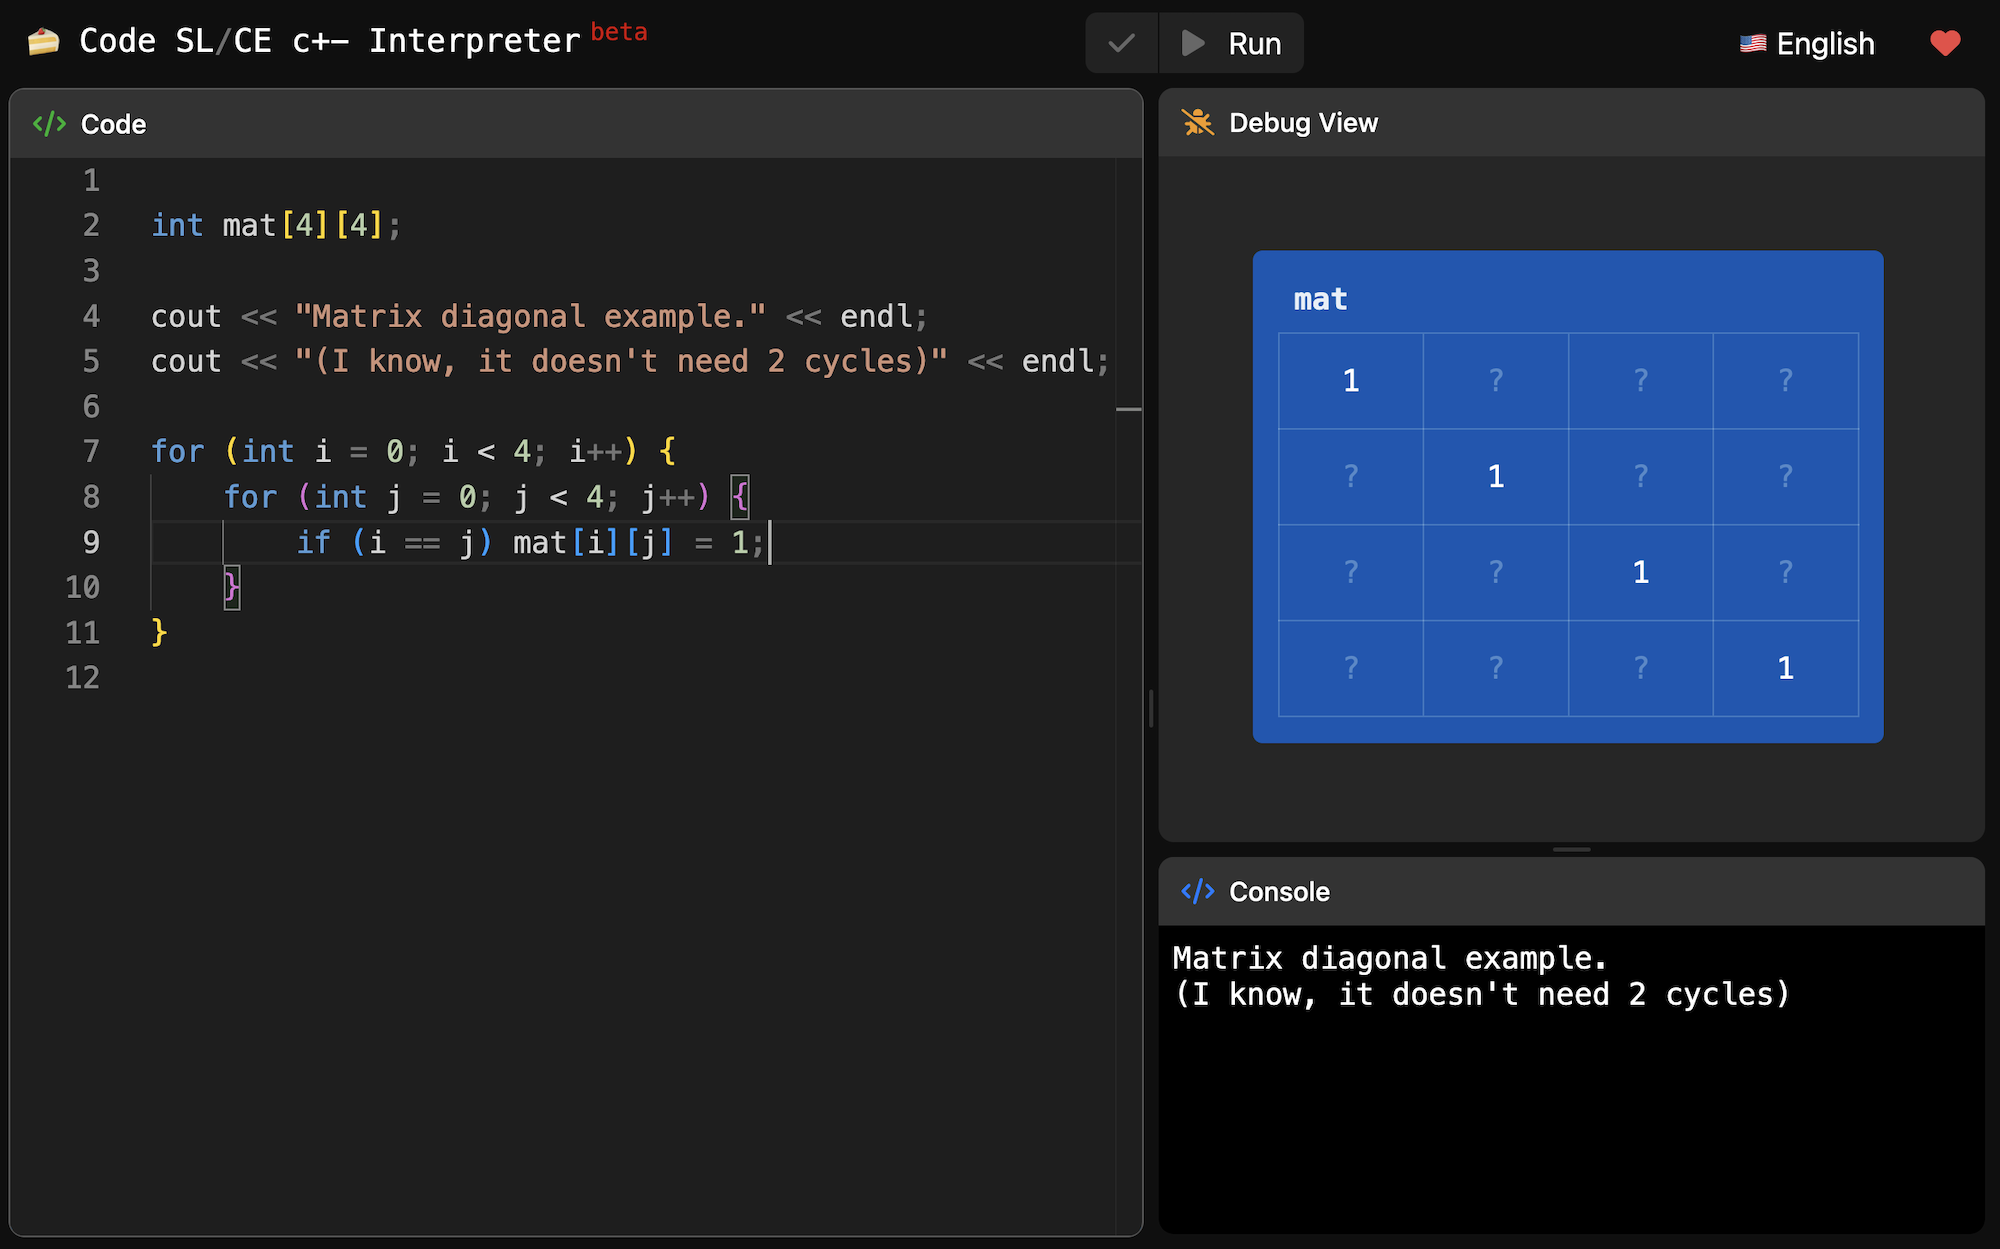 🍰 Code SL/CE c+− Interpreter beta
Run
🇺🇸 English
</> Code
1
2 int mat[4][4];
3
4 cout << "Matrix diagonal example." << endl;
5 cout << "(I know, it doesn't need 2 cycles)" << endl;
6
7 for (int i = 0; i < 4; i++) {
8     for (int j = 0; j < 4; j++) {
9         if (i == j) mat[i][j] = 1;
10     }
11 }
12
Debug View
mat
1 ? ? ?
? 1 ? ?
? ? 1 ?
? ? ? 1
</> Console
Matrix diagonal example.
(I know, it doesn't need 2 cycles)